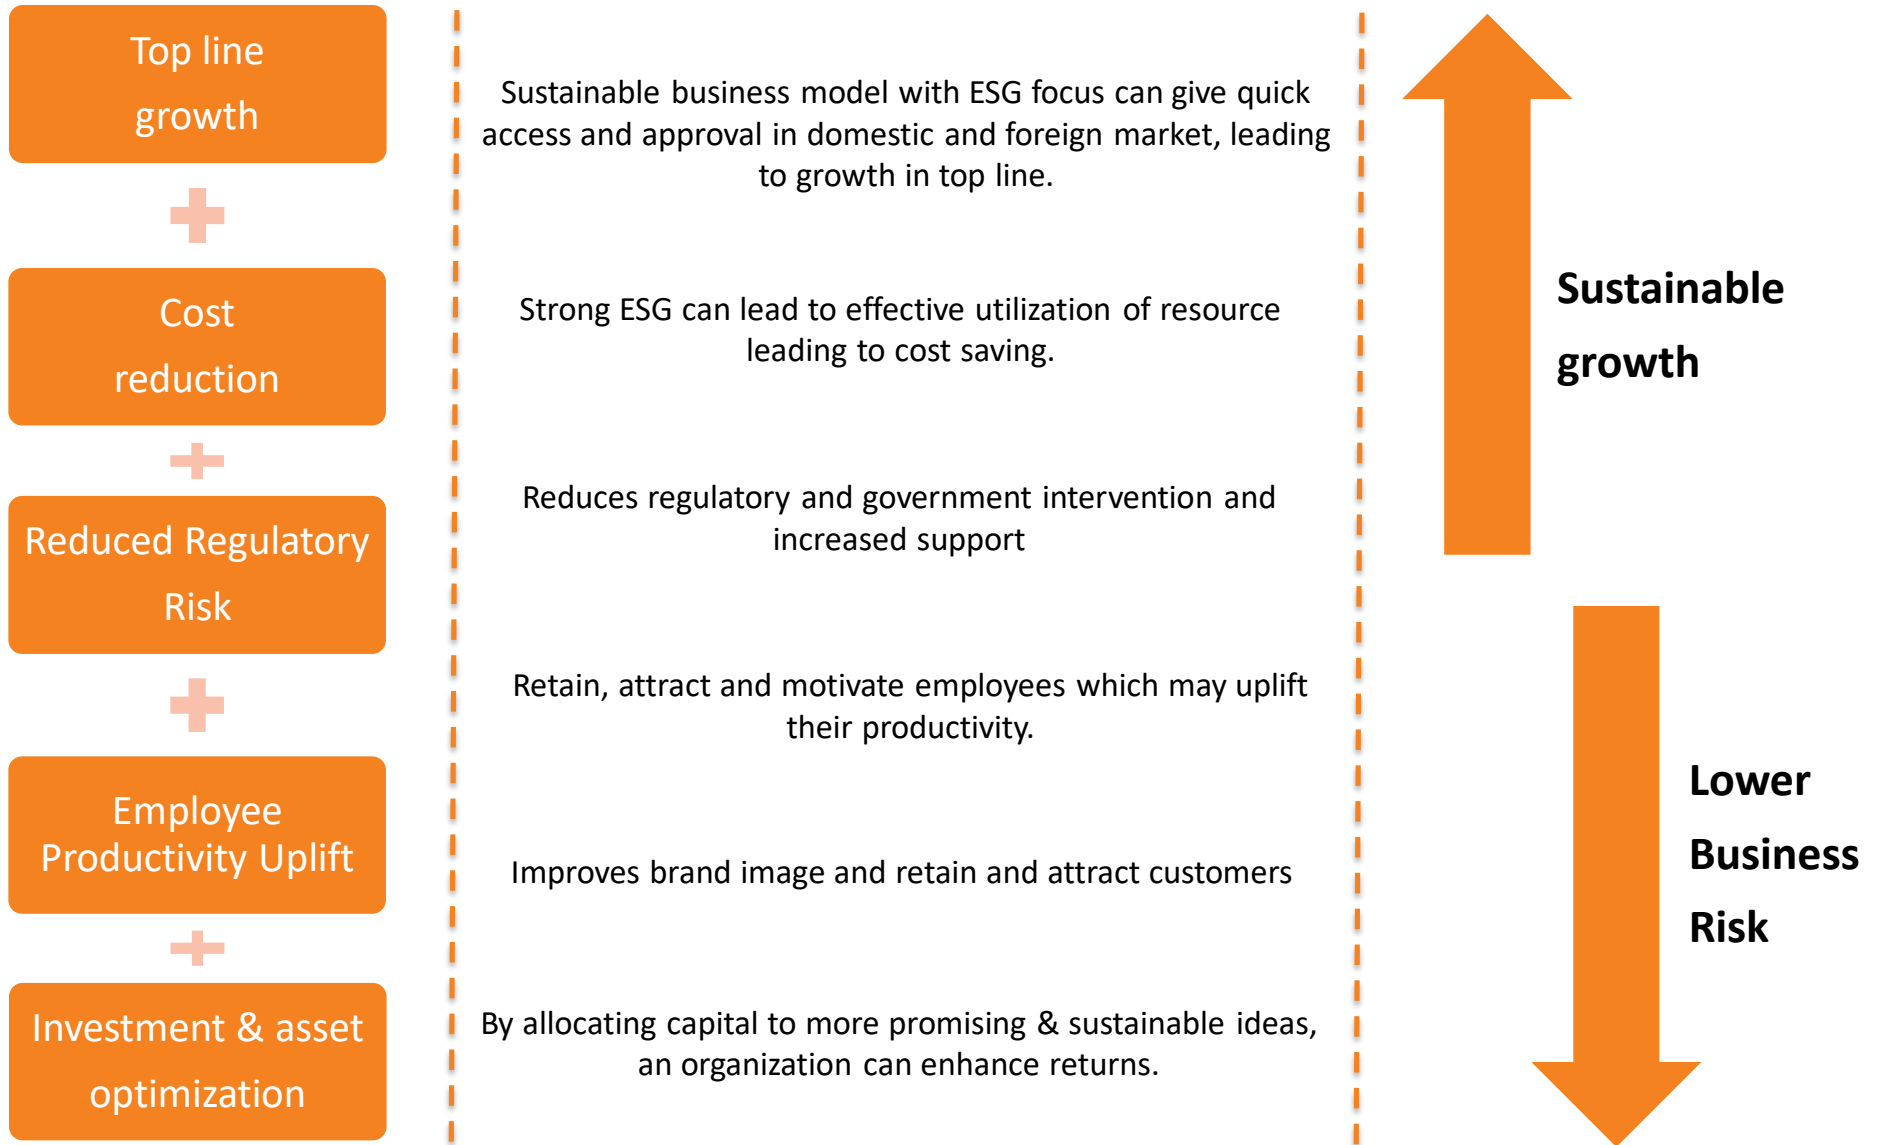 Top line
growth
Cost
reduction
Reduced Regulatory
Risk
Employee
Productivity Uplift
Investment & asset
optimization
Sustainable business model with ESG focus can give quick
access and approval in domestic and foreign market, leading
to growth in top line.
Strong ESG can lead to effective utilization of resource
leading to cost saving.
Reduces regulatory and government intervention and
increased support
Retain, attract and motivate employees which may uplift
their productivity.
Improves brand image and retain and attract customers
By allocating capital to more promising & sustainable ideas,
an organization can enhance returns.
Sustainable
growth
Lower
Business
Risk